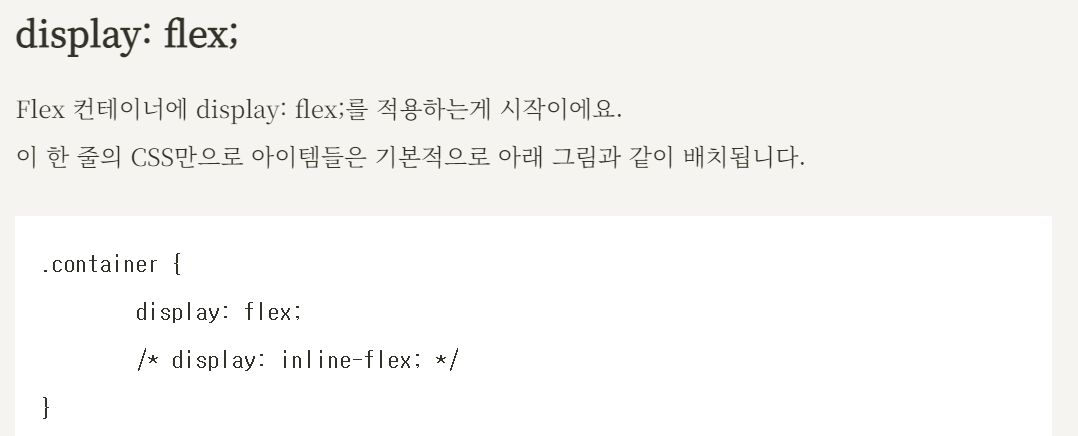 display: flex;
Flex 컨테이너에 display: flex;를 적용하는게 시작이에요.
이 한 줄의 CSS만으로 아이템들은 기본적으로 아래 그림과 같이 배치됩니다.
.container {
display: flex;
/* display: inline-flex; */
}